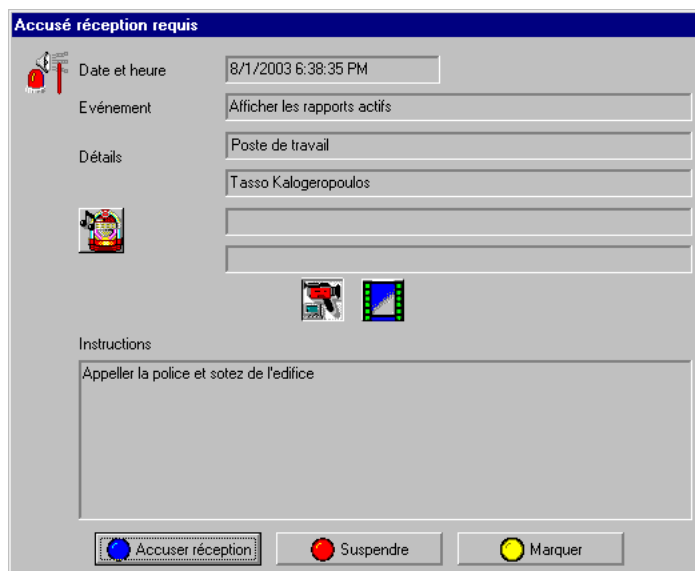 Accusé réception requis
Date et heure 8/1/2003 6:38:35 PM
Evénement Afficher les rapports actifs
Détails Poste de travail
Tasso Kalogeropoulos
Instructions
Appeller la police et sotez de l'edifice
Accuser réception Suspendre Marquer